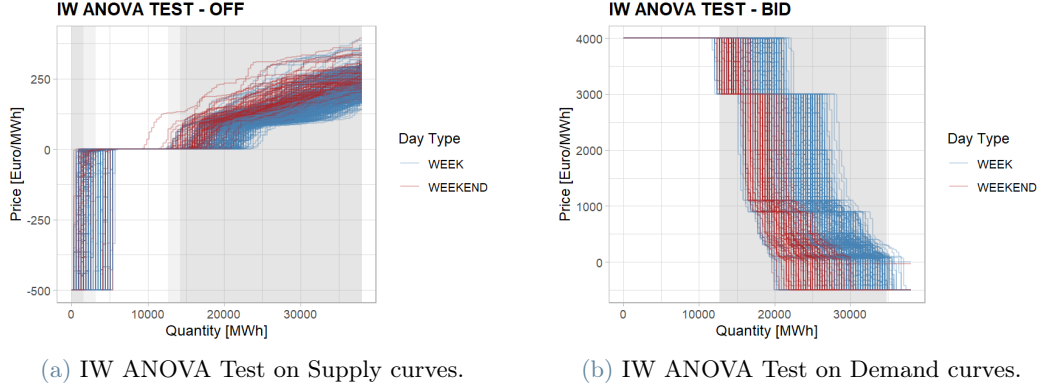 IW ANOVA TEST - OFF
250
0
-250
-500
Price [Euro/MWh]
0
10000
20000
30000
Quantity [MWh]
Day Type
WEEK
WEEKEND
(a) IW ANOVA Test on Supply curves.
IW ANOVA TEST - BID
4000
3000
2000
1000
0
Price [Euro/MWh]
0
10000
20000
30000
Quantity [MWh]
Day Type
WEEK
WEEKEND
(b) IW ANOVA Test on Demand curves.